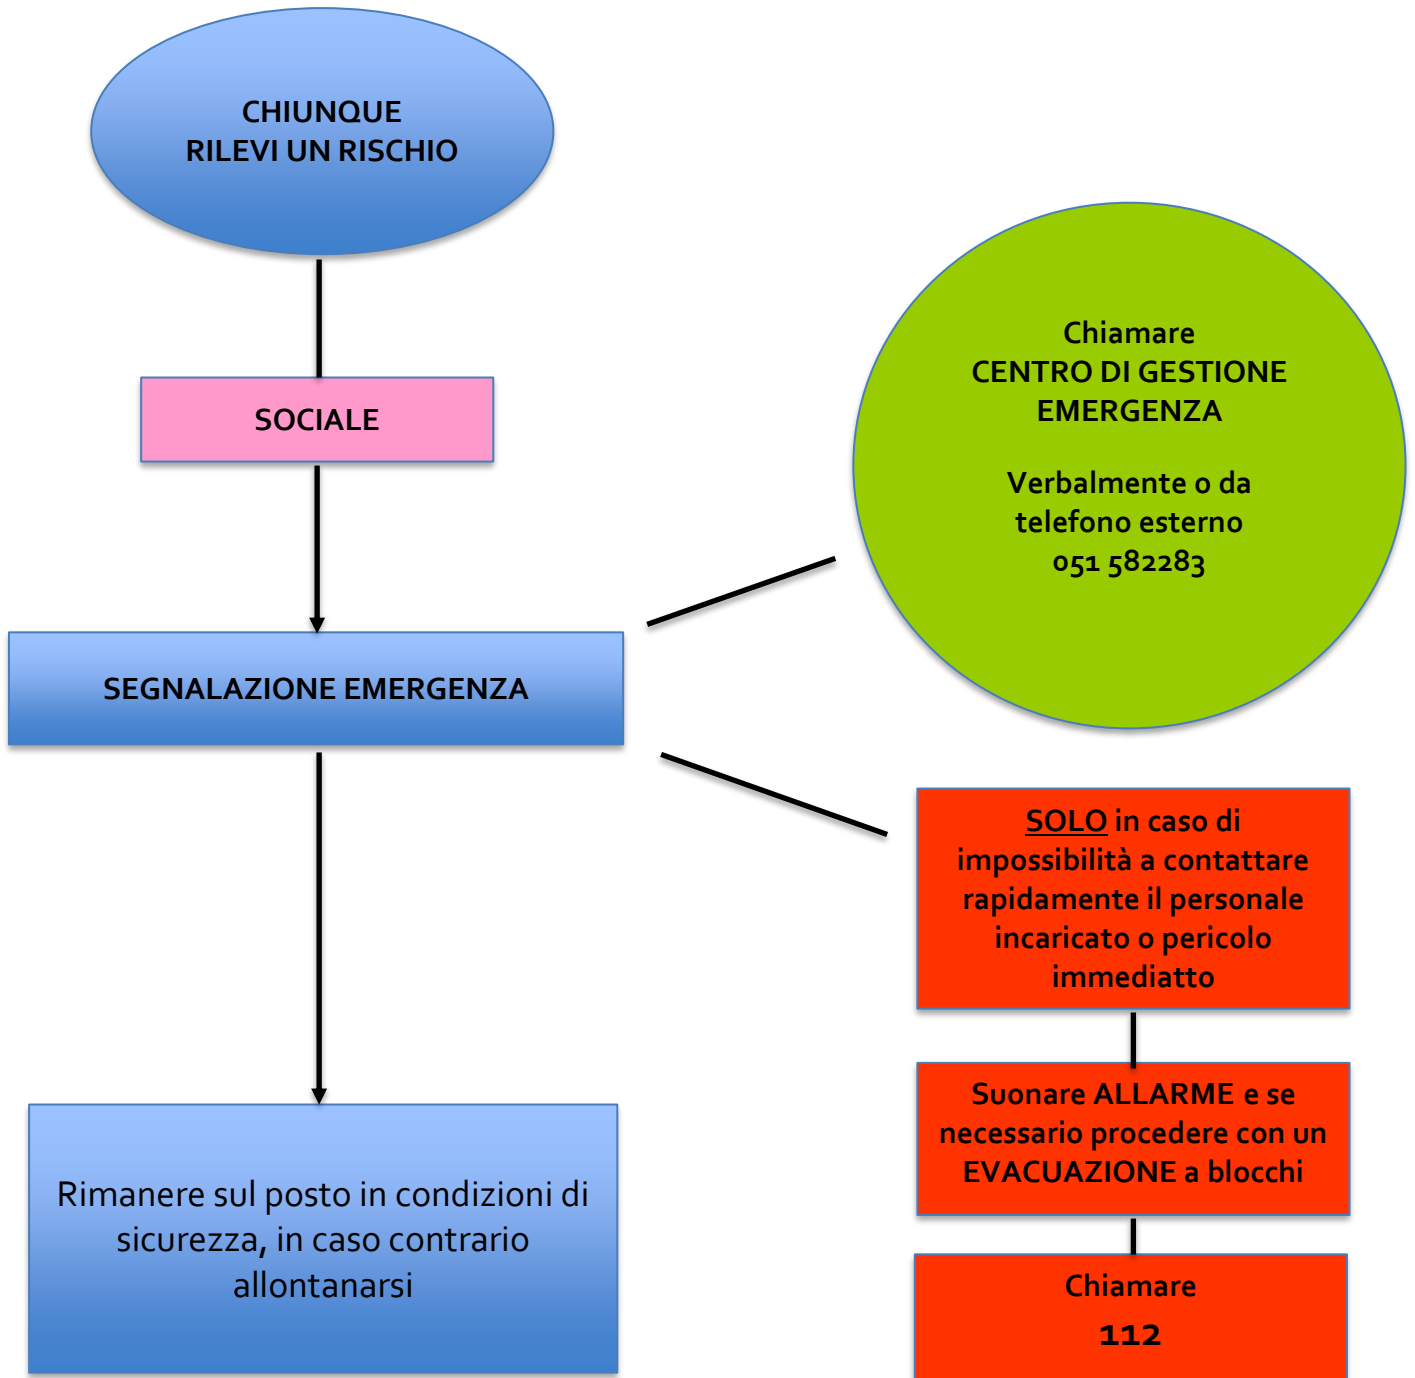 CHIUNQUE
RILEVI UN RISCHIO
SOCIALE
Chiamare
CENTRO DI GESTIONE
EMERGENZA
Verbalmente o da
telefono esterno
051 582283
SEGNALAZIONE EMERGENZA
SOLO in caso di
impossibilità a contattare
rapidamente il personale
incaricato o pericolo
immediatto
Suonare ALLARME e se
necessario procedere con un
EVACUAZIONE a blocchi
Rimanere sul posto in condizioni di
sicurezza, in caso contrario
allontanarsi
Chiamare
112